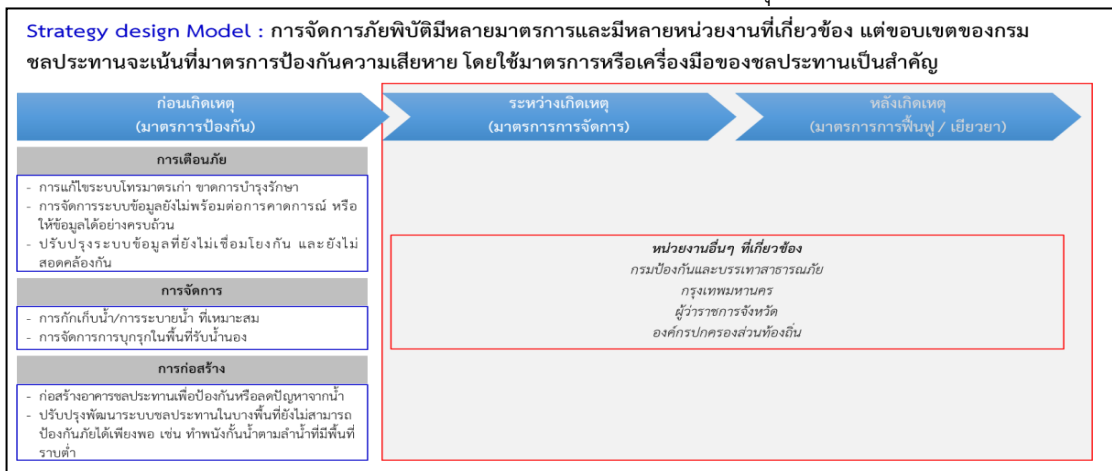 Strategy design Model : การจัดการภัยพิบัติมีหลายมาตรการและมีหลายหน่วยงานที่เกี่ยวข้อง แต่ขอบเขตของกรม
ชลประทานจะเน้นที่มาตรการป้องกันความเสียหาย โดยใช้มาตรการหรือเครื่องมือของชลประทานเป็นสำคัญ
ก่อนเกิดเหตุ
(มาตรการป้องกัน)
ระหว่างเกิดเหตุ
(มาตรการการจัดการ)
หลังเกิดเหตุ
(มาตรการการฟื้นฟู / เยียวยา)
การเตือนภัย
- การแก้ไขระบบโทรมาตรเก่า ขาดการบำรุงรักษา
- การจัดการระบบข้อมูลยังไม่พร้อมต่อการคาดการณ์ หรือ
ให้ข้อมูลได้อย่างครบถ้วน
- ปรับปรุงระบบข้อมูลที่ยังไม่เชื่อมโยงกัน และยังไม่
สอดคล้องกัน
การจัดการ
- การกักเก็บน้ำ/การระบายน้ำ ที่เหมาะสม
- การจัดการการบุกรุกในพื้นที่รับน้ำนอง
การก่อสร้าง
- ก่อสร้างอาคารชลประทานเพื่อป้องกันหรือลดปัญหาจากน้ำ
- ปรับปรุงพัฒนาระบบชลประทานในบางพื้นที่ยังไม่สามารถ
ป้องกันภัยได้เพียงพอ เช่น ทำพนังกั้นน้ำตามลำน้ำที่มีพื้นที่
ราบต่ำ
หน่วยงานอื่นๆ ที่เกี่ยวข้อง
กรมป้องกันและบรรเทาสาธารณภัย
กรุงเทพมหานคร
ผู้ว่าราชการจังหวัด
องค์กรปกครองส่วนท้องถิ่น